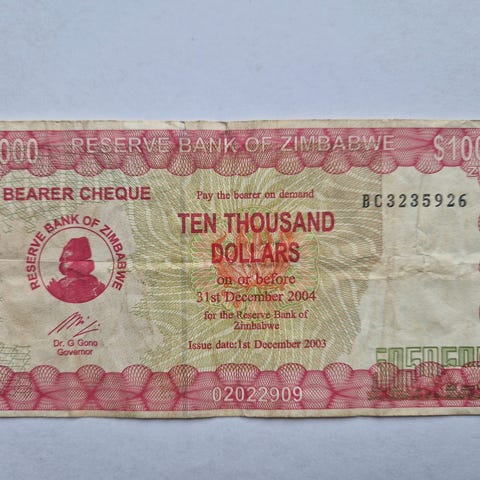 000 RESERVE BANK OF ZIMBABWE $100
BEARER CHEQUE
Pay the bearer on demand
BC3235926
TEN THOUSAND
DOLLARS
on or before
31st December 2004
for the Reserve Bank of
Zimbabwe
Issue date:1st December 2003
RESERVE BANK OF ZIMBABWE
Dr. G Gono
Governor
02022909